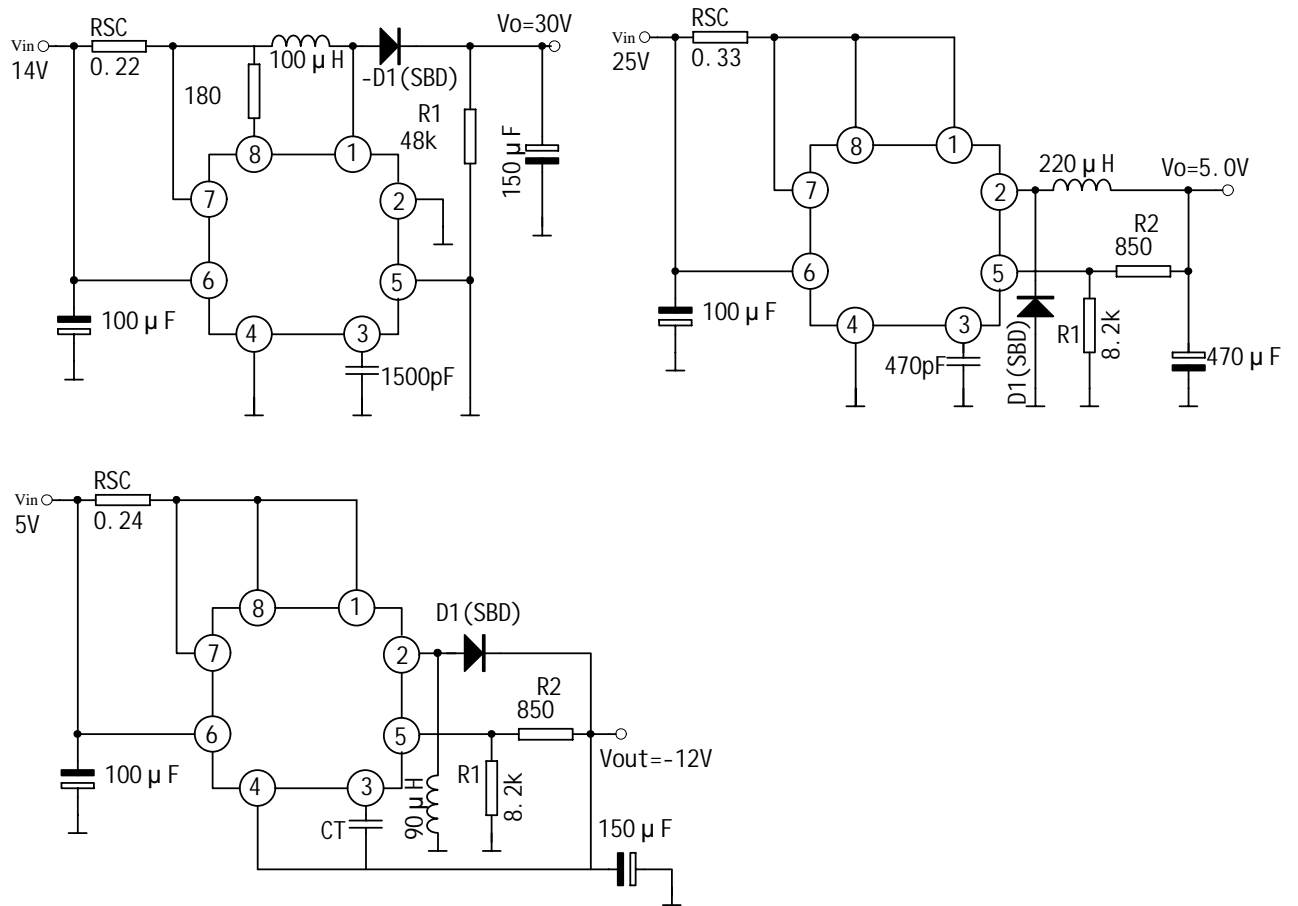 RSC
Vin
14V
0.22
100μH
Vo=30V
-D1(SBD)
180
R1
48k
150μF
8
1
7
2
6
5
100μF
4
3
1500pF
RSC
Vin
25V
0.33
8
1
220μH
Vo=5.0V
7
2
R2
850
6
5
100μF
4
3
470pF
D1(SBD)
R1
8.2k
470μF
RSC
Vin
5V
0.24
8
1
D1(SBD)
7
2
R2
850
6
5
Vout=-12V
100μF
4
3
90μH
R1
8.2k
CT
150μF